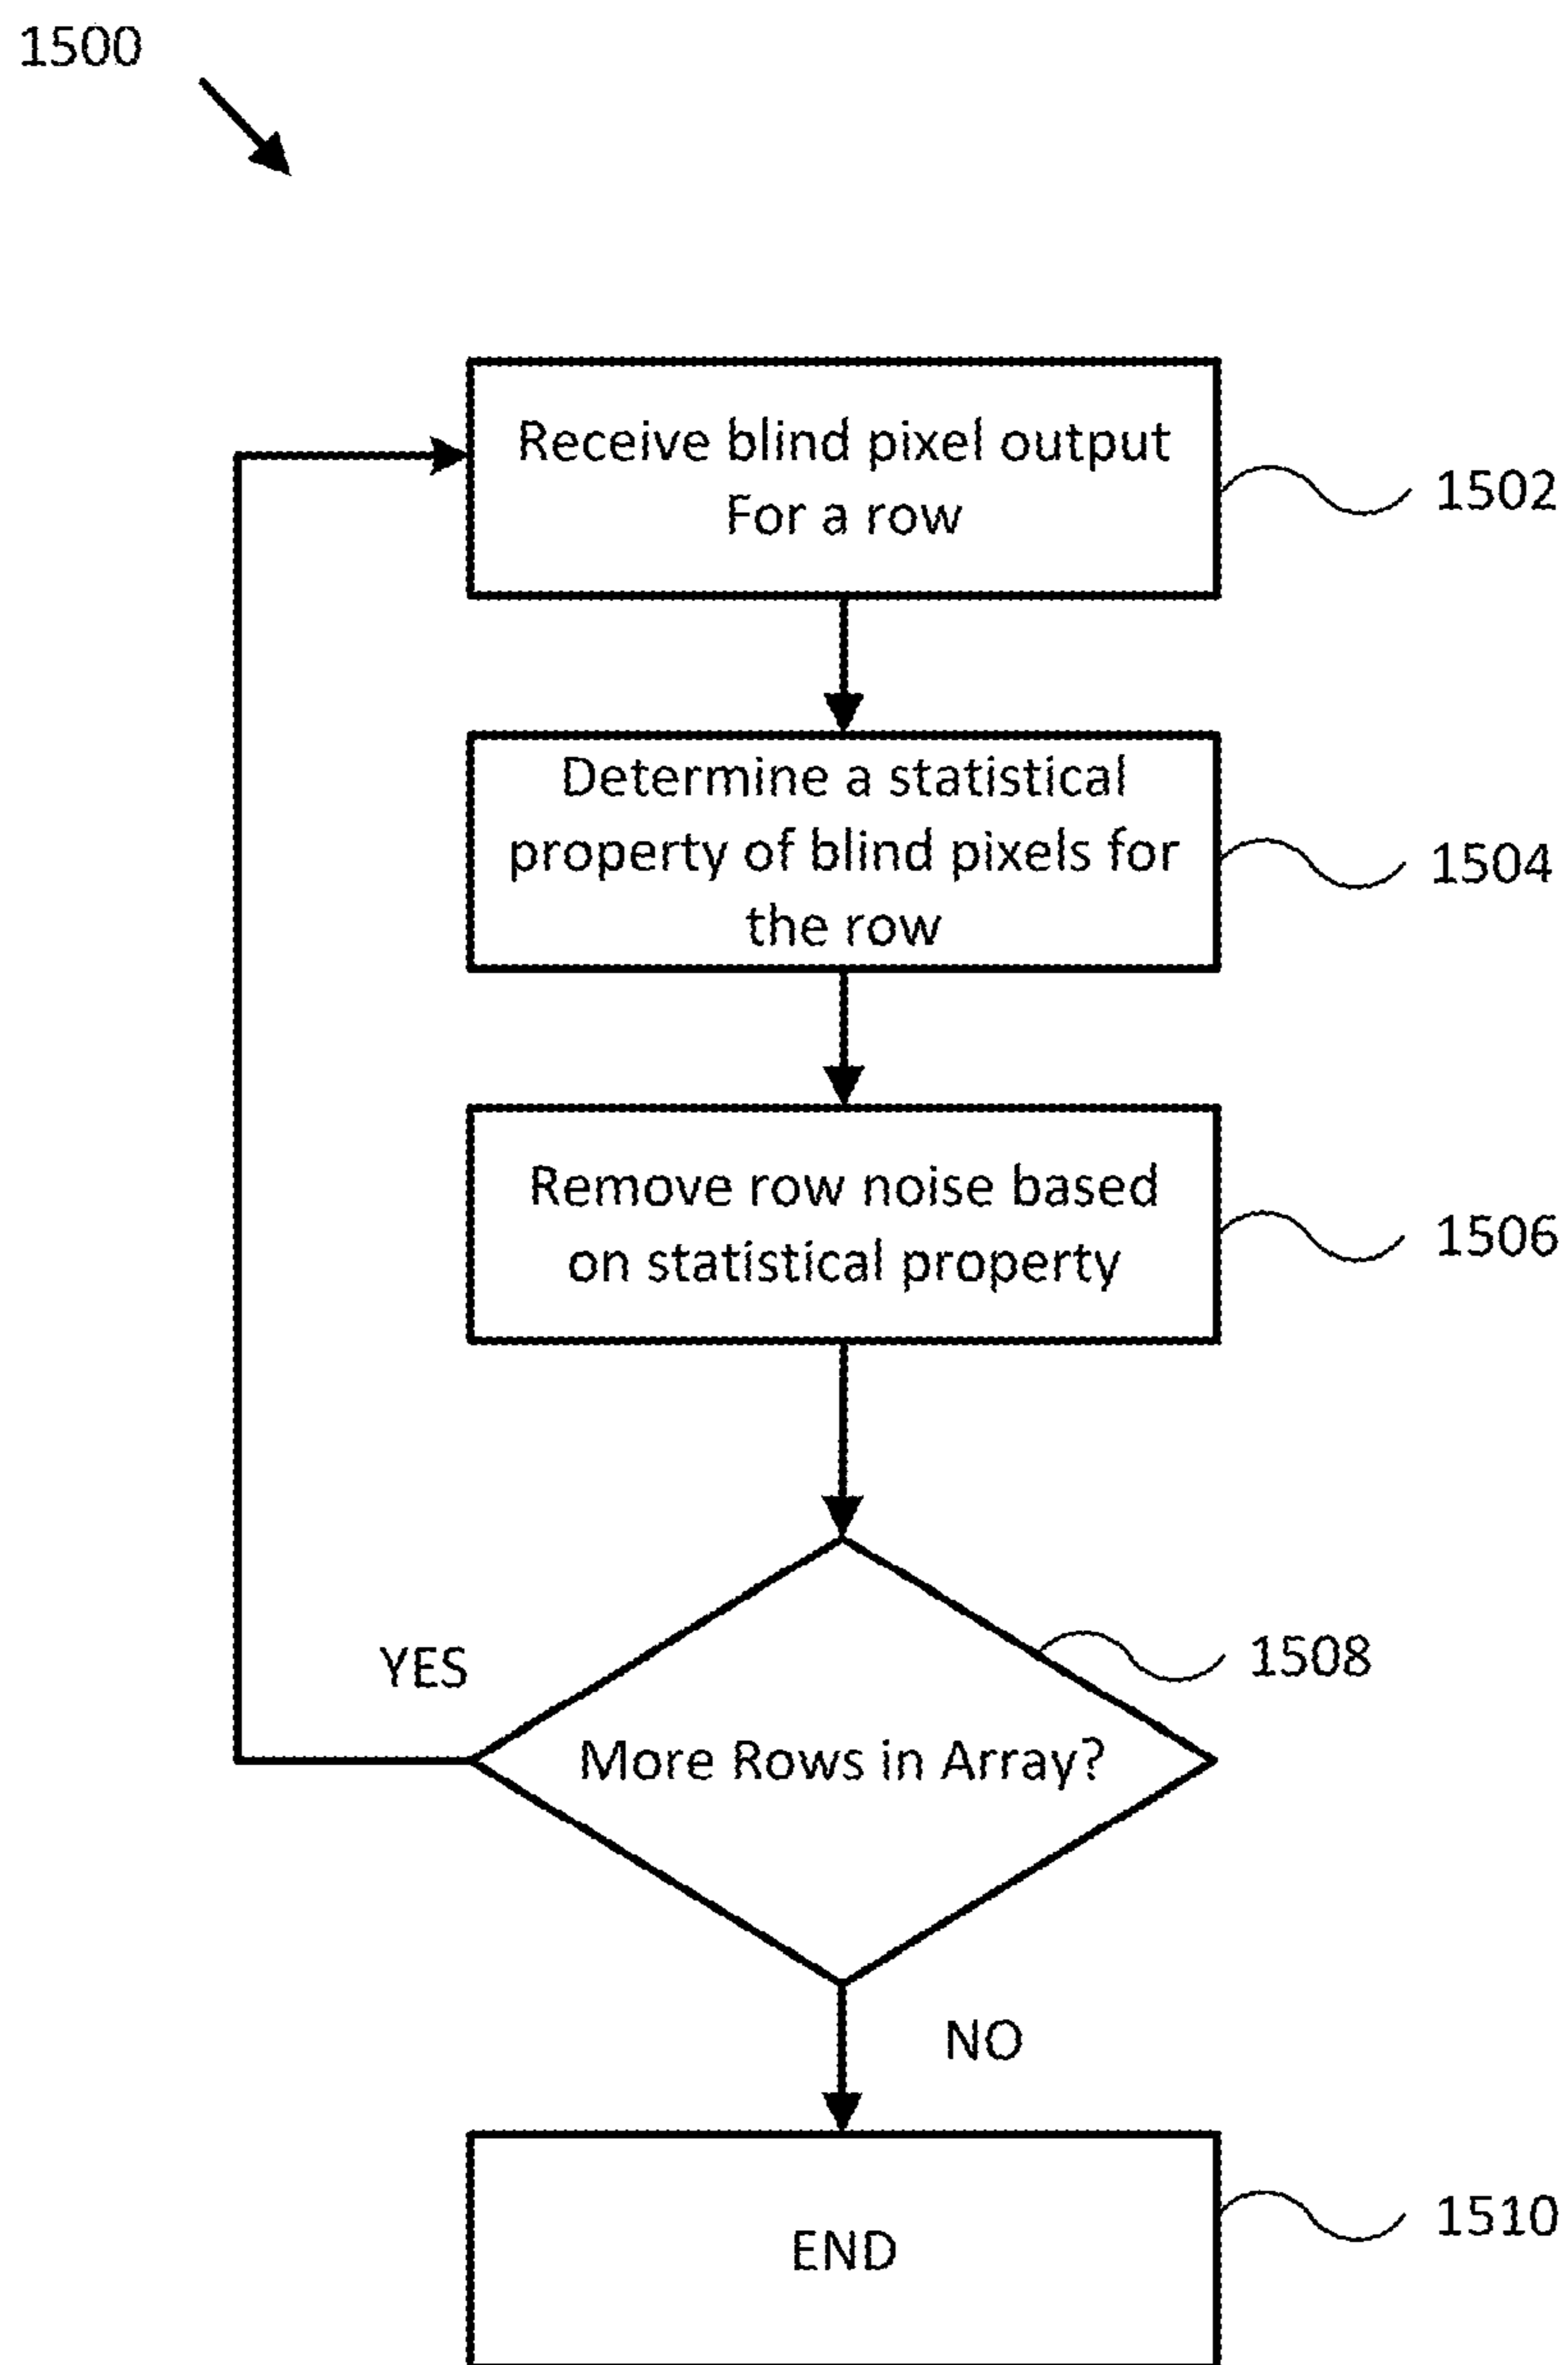 1500
Receive blind pixel output
For a row
1502
Determine a statistical
property of blind pixels for
the row
1504
Remove row noise based
on statistical property
1506
YES
1508
More Rows in Array?
NO
END
1510